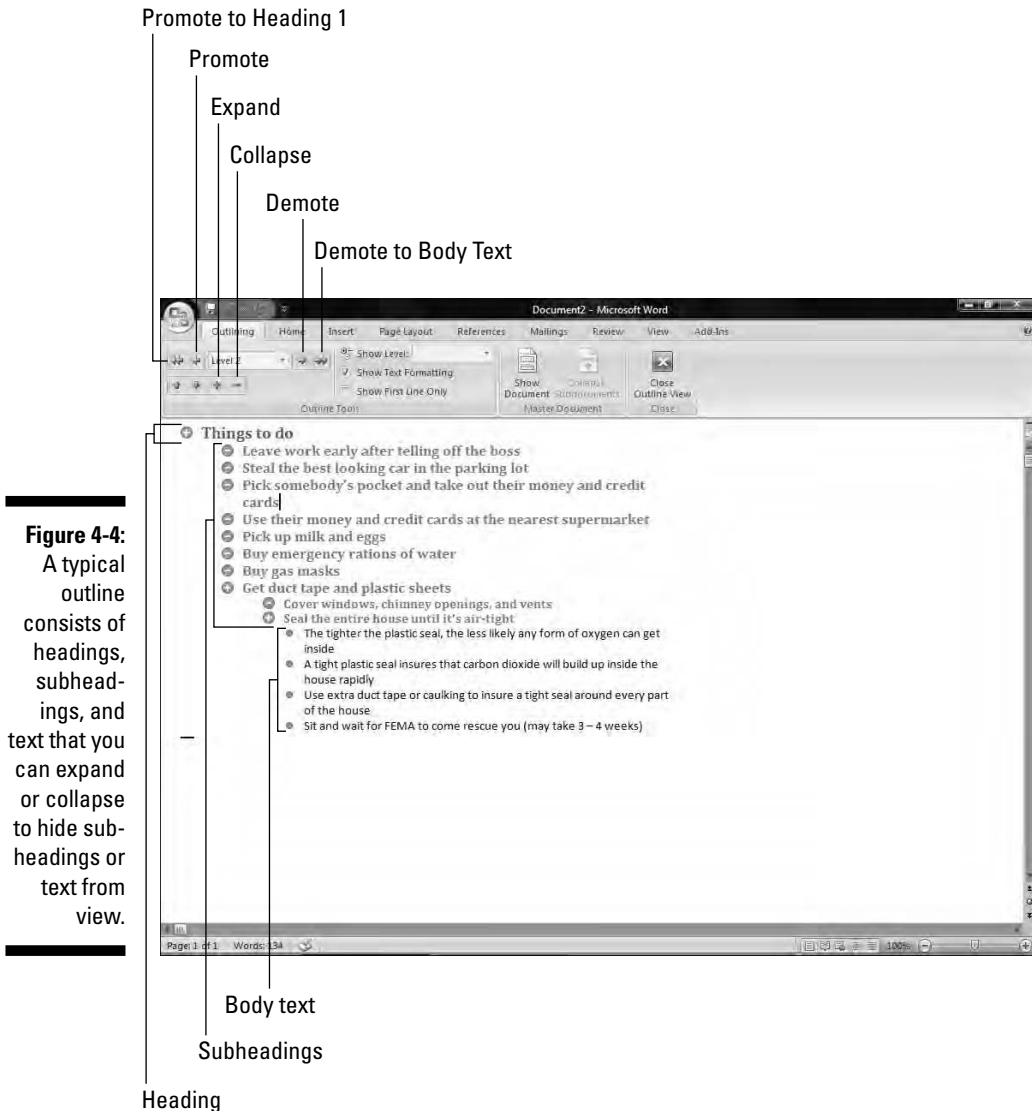 Promote to Heading 1
Promote
Expand
Collapse
Demote
Demote to Body Text
Document2 - Microsoft Word
Outlining Home Insert Page Layout References Mailings Review View Add-Ins
Level 2
Show Level:
Show Text Formatting
Show First Line Only
Outline Tools
Show
Document
Collapse
Subdocuments
Master Document
Close
Outline View
Close
Things to do
Leave work early after telling off the boss
Steal the best looking car in the parking lot
Pick somebody's pocket and take out their money and credit
cards
Use their money and credit cards at the nearest supermarket
Pick up milk and eggs
Buy emergency rations of water
Buy gas masks
Get duct tape and plastic sheets
Cover windows, chimney openings, and vents
Seal the entire house until it's air-tight
The tighter the plastic seal, the less likely any form of oxygen can get
inside
A tight plastic seal insures that carbon dioxide will build up inside the
house rapidly
Use extra duct tape or caulking to insure a tight seal around every part
of the house
Sit and wait for FEMA to come rescue you (may take 3 – 4 weeks)
Figure 4-4:
A typical
outline
consists of
headings,
subhead-
ings, and
text that you
can expand
or collapse
to hide sub-
headings or
text from
view.
Page: 1 of 1 Words: 134
100%
Body text
Subheadings
Heading